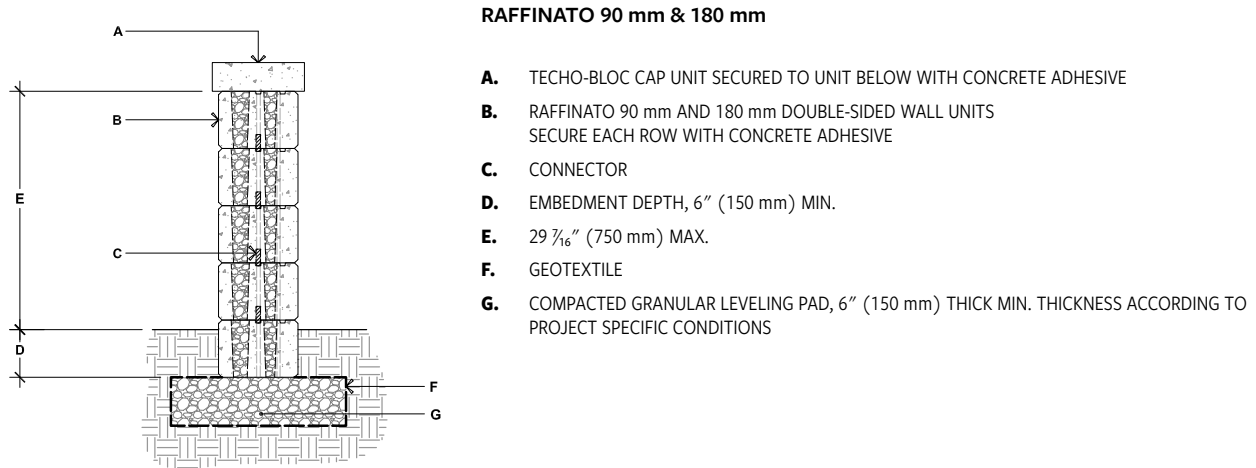 RAFFINATO 90 mm & 180 mm
A. TECHO-BLOC CAP UNIT SECURED TO UNIT BELOW WITH CONCRETE ADHESIVE
B. RAFFINATO 90 mm AND 180 mm DOUBLE-SIDED WALL UNITS
SECURE EACH ROW WITH CONCRETE ADHESIVE
C. CONNECTOR
D. EMBEDMENT DEPTH, 6″ (150 mm) MIN.
E. 29 7⁄16″ (750 mm) MAX.
F. GEOTEXTILE
G. COMPACTED GRANULAR LEVELING PAD, 6″ (150 mm) THICK MIN. THICKNESS ACCORDING TO
PROJECT SPECIFIC CONDITIONS
A
B
E
C
D
F
G